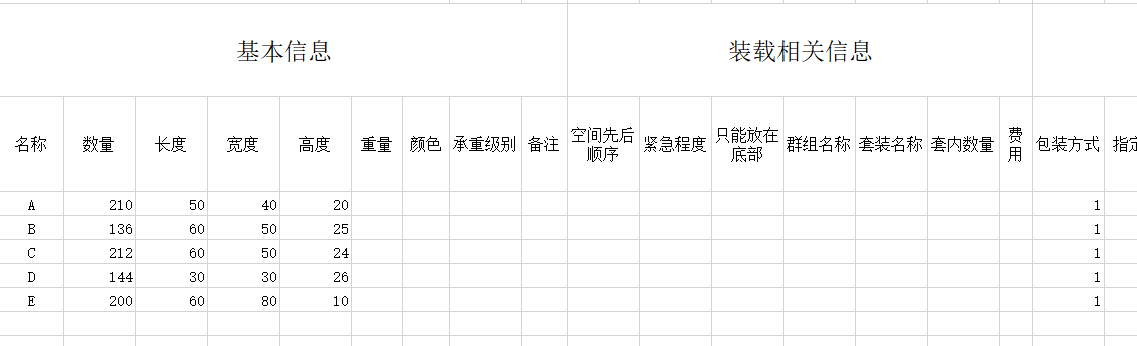 基本信息 装载相关信息
名称 数量 长度 宽度 高度 重量 颜色 承重级别 备注 空间先后顺序 紧急程度 只能放在底部 群组名称 套装名称 套内数量 费用 包装方式 指定
A 210 50 40 20 1
B 136 60 50 25 1
C 212 60 50 24 1
D 144 30 30 26 1
E 200 60 80 10 1